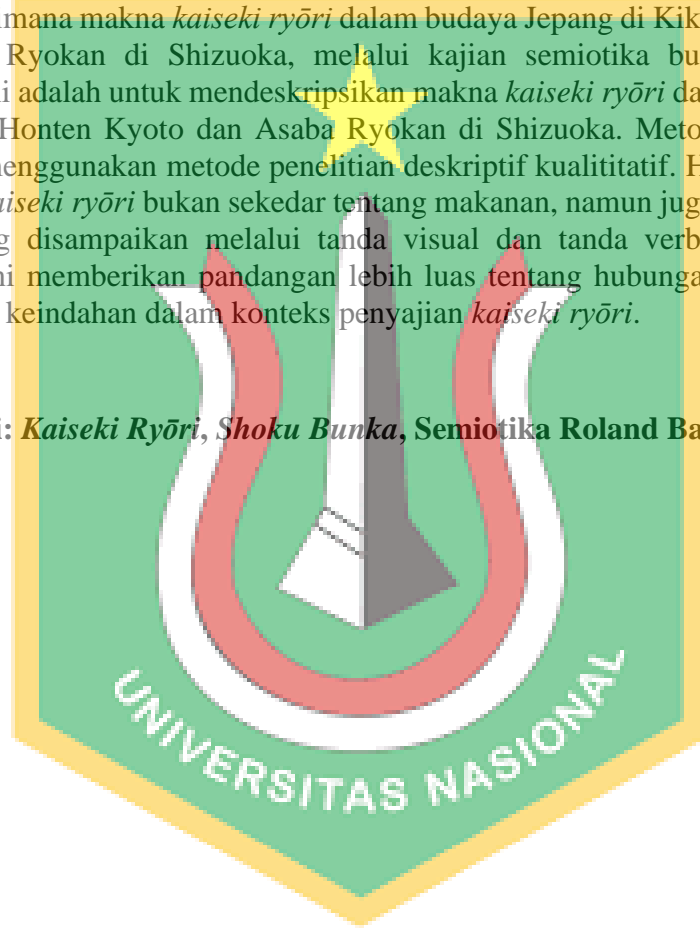 imana makna kaiseki ryōri dalam budaya Jepang di Kik
Ryokan di Shizuoka, melalui kajian semiotika bu
i adalah untuk mendeskripsikan makna kaiseki ryōri da
Honten Kyoto dan Asaba Ryokan di Shizuoka. Meto
nenggunakan metode penelitian deskriptif kualititatif. H
aiseki ryōri bukan sekedar tentang makanan, namun jug
g disampaikan melalui tanda visual dan tanda verb
ni memberikan pandangan lebih luas tentang hubunga
keindahan dalam konteks penyajian kaiseki ryōri.
i: Kaiseki Ryōri, Shoku Bunka, Semiotika Roland Ba
UNIVERSITAS NASIONAL